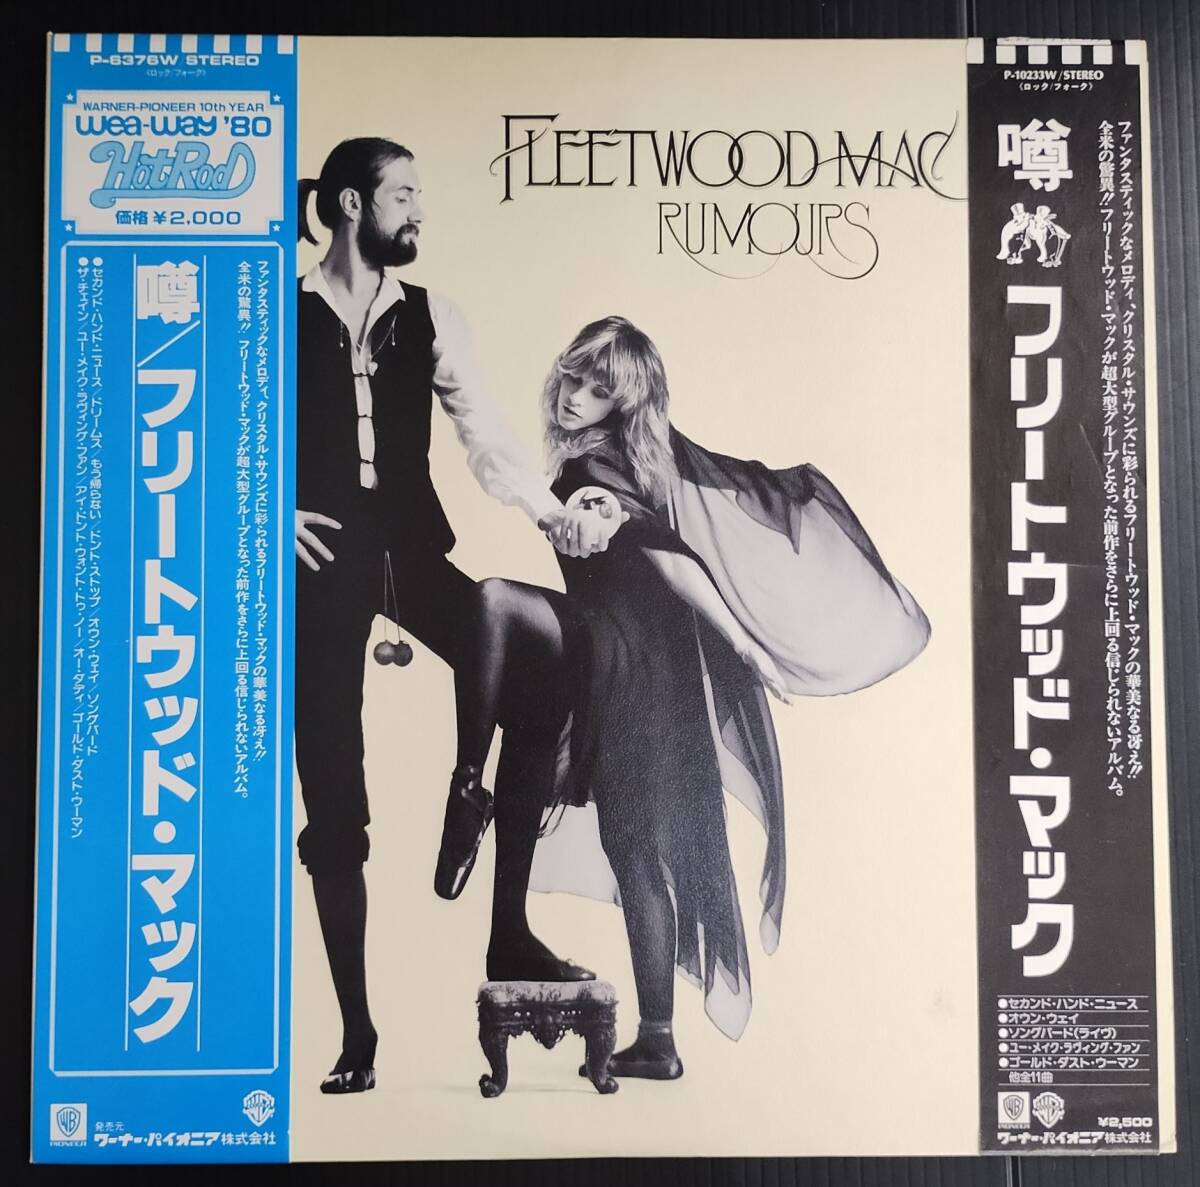 P-6376W STEREO
(ロック/フォーク)
WARNER-PIONEER 10th YEAR
wea-way '80
HotRod
価格 ¥2,000
ファンタスティックなメロディ、クリスタル・サウンズに彩られるフリートウッド・マックの華美なる冴え!!
全米の驚異!! フリートウッド・マックが超大型グループとなった前作をさらに上回る信じられないアルバム。
噂/フリートウッド・マック
●セカンド・ハンド・ニュース/ドリームス/もう帰らない/ドント・ストップ/オウン・ウェイ/ソングバード
●ザ・チェイン/ユー・メイク・ラヴィング・ファン/アイ・ドント・ウォント・トゥ・ノー/オー・ダディ/ゴールド・ダスト・ウーマン
WB
PIONEER
発売元
ワーナー・パイオニア株式会社
FLEETWOOD MAC
RUMOURS
P-10233W/STEREO
(ロック/フォーク)
ファンタスティックなメロディ、クリスタル・サウンズに彩られるフリートウッド・マックの華美なる冴え!!
全米の驚異!! フリートウッド・マックが超大型グループとなった前作をさらに上回る信じられないアルバム。
噂 フリートウッド・マック
●セカンド・ハンド・ニュース
●オウン・ウェイ
●ソングバード(ライヴ)
●ユー・メイク・ラヴィング・ファン
●ゴールド・ダスト・ウーマン
他全11曲
WB
PIONEER
¥2,500
ワーナー・パイオニア株式会社